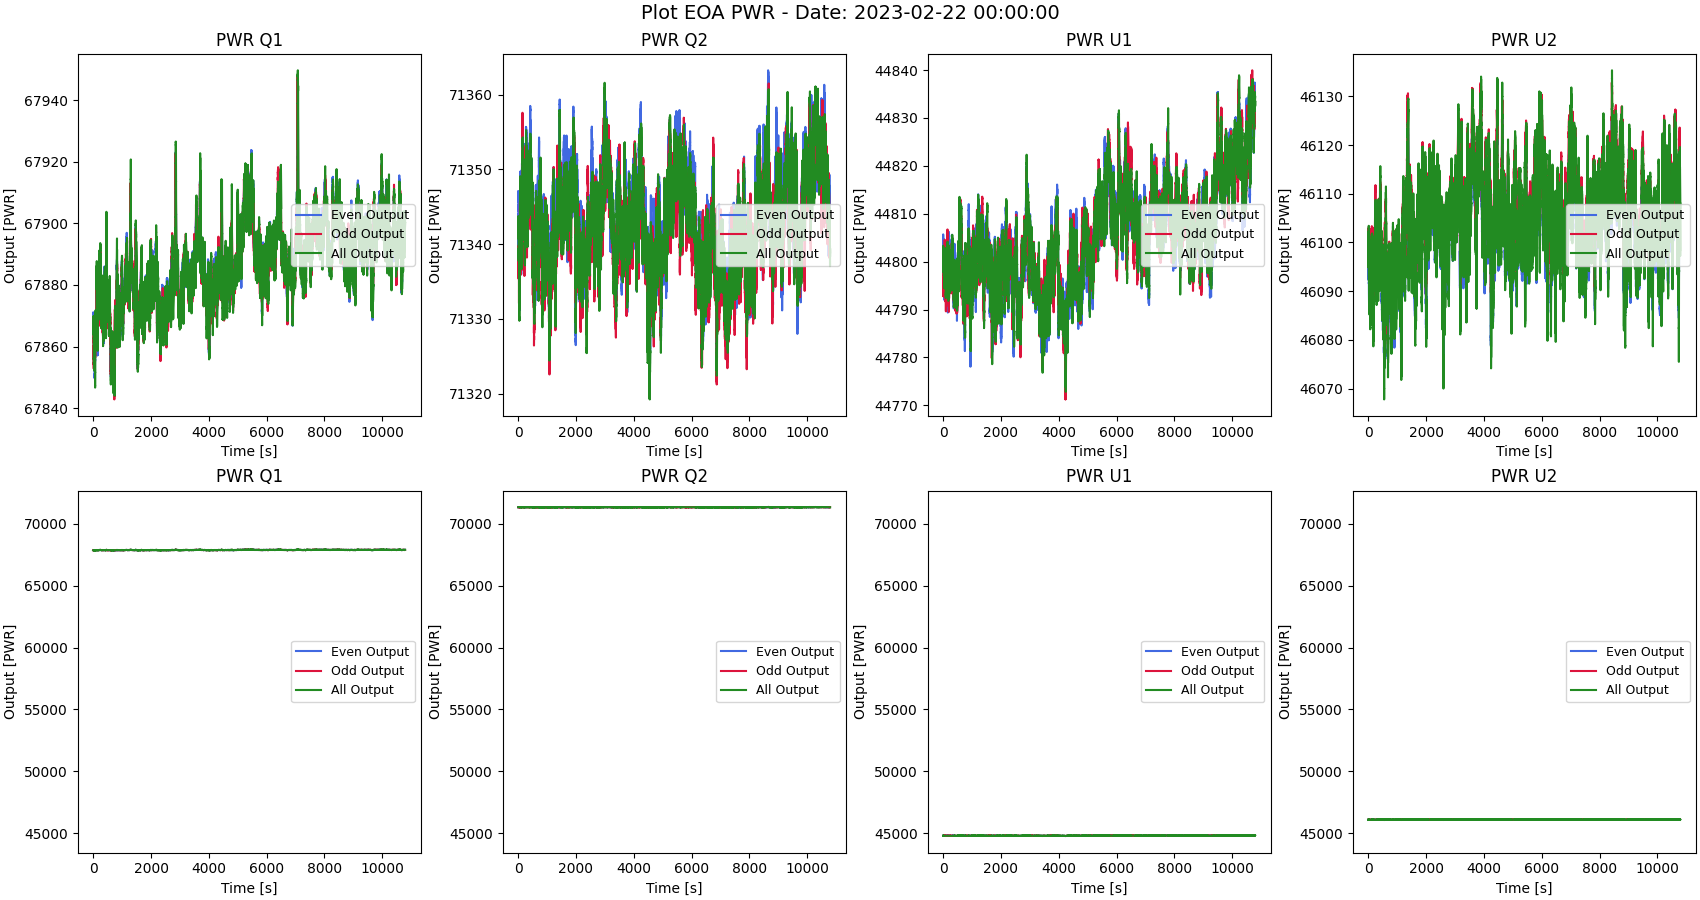 Plot EOA PWR - Date: 2023-02-22 00:00:00
PWR Q1
PWR Q2
PWR U1
PWR U2
Output [PWR]
67940
67920
67900
67880
67860
67840
Even Output
Odd Output
All Output
0 2000 4000 6000 8000 10000
Time [s]
Output [PWR]
71360
71350
71340
71330
71320
Even Output
Odd Output
All Output
0 2000 4000 6000 8000 10000
Time [s]
Output [PWR]
44840
44830
44820
44810
44800
44790
44780
44770
Even Output
Odd Output
All Output
0 2000 4000 6000 8000 10000
Time [s]
Output [PWR]
46130
46120
46110
46100
46090
46080
46070
Even Output
Odd Output
All Output
0 2000 4000 6000 8000 10000
Time [s]
PWR Q1
PWR Q2
PWR U1
PWR U2
Output [PWR]
70000
65000
60000
55000
50000
45000
Even Output
Odd Output
All Output
0 2000 4000 6000 8000 10000
Time [s]
Output [PWR]
70000
65000
60000
55000
50000
45000
Even Output
Odd Output
All Output
0 2000 4000 6000 8000 10000
Time [s]
Output [PWR]
70000
65000
60000
55000
50000
45000
Even Output
Odd Output
All Output
0 2000 4000 6000 8000 10000
Time [s]
Output [PWR]
70000
65000
60000
55000
50000
45000
Even Output
Odd Output
All Output
0 2000 4000 6000 8000 10000
Time [s]